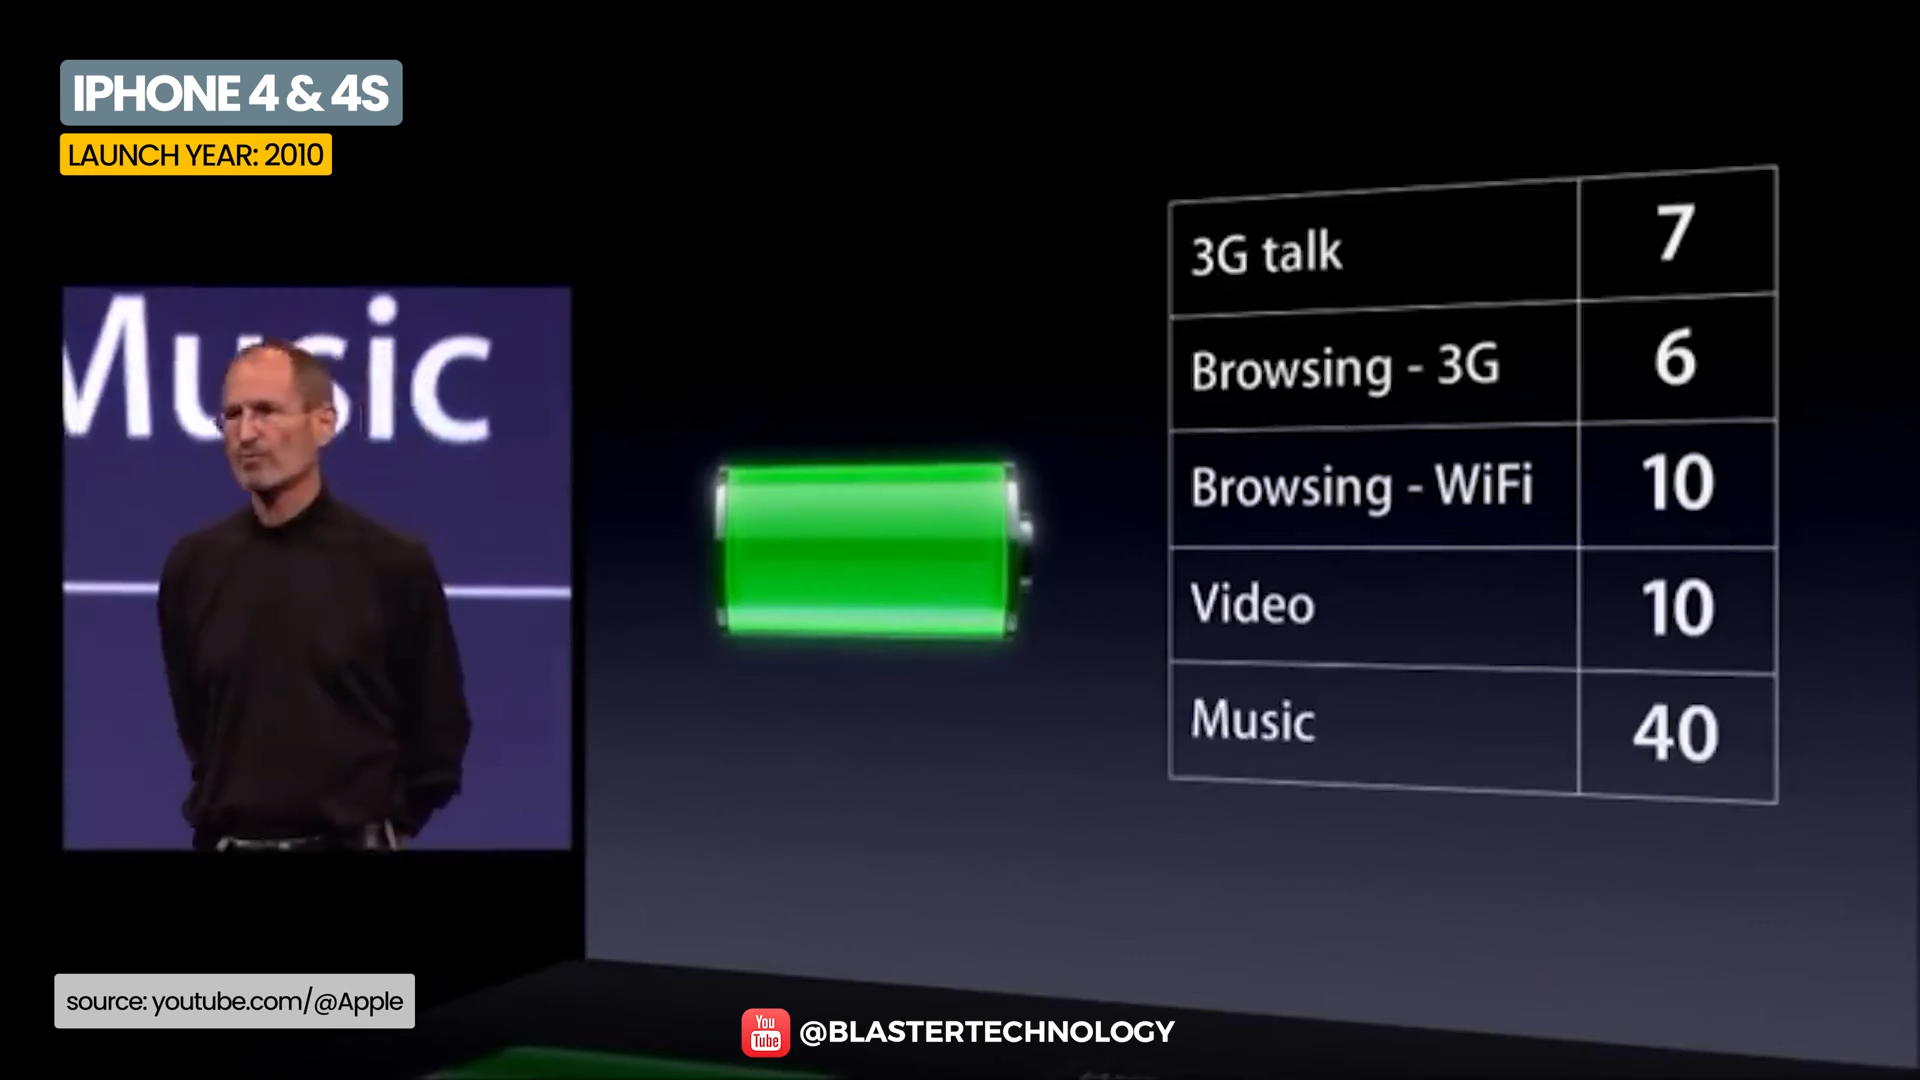 IPHONE 4 & 4S
LAUNCH YEAR: 2010
Music
3G talk 7
Browsing - 3G 6
Browsing - WiFi 10
Video 10
Music 40
source: youtube.com/@Apple
You
Tube
@BLASTERTECHNOLOGY